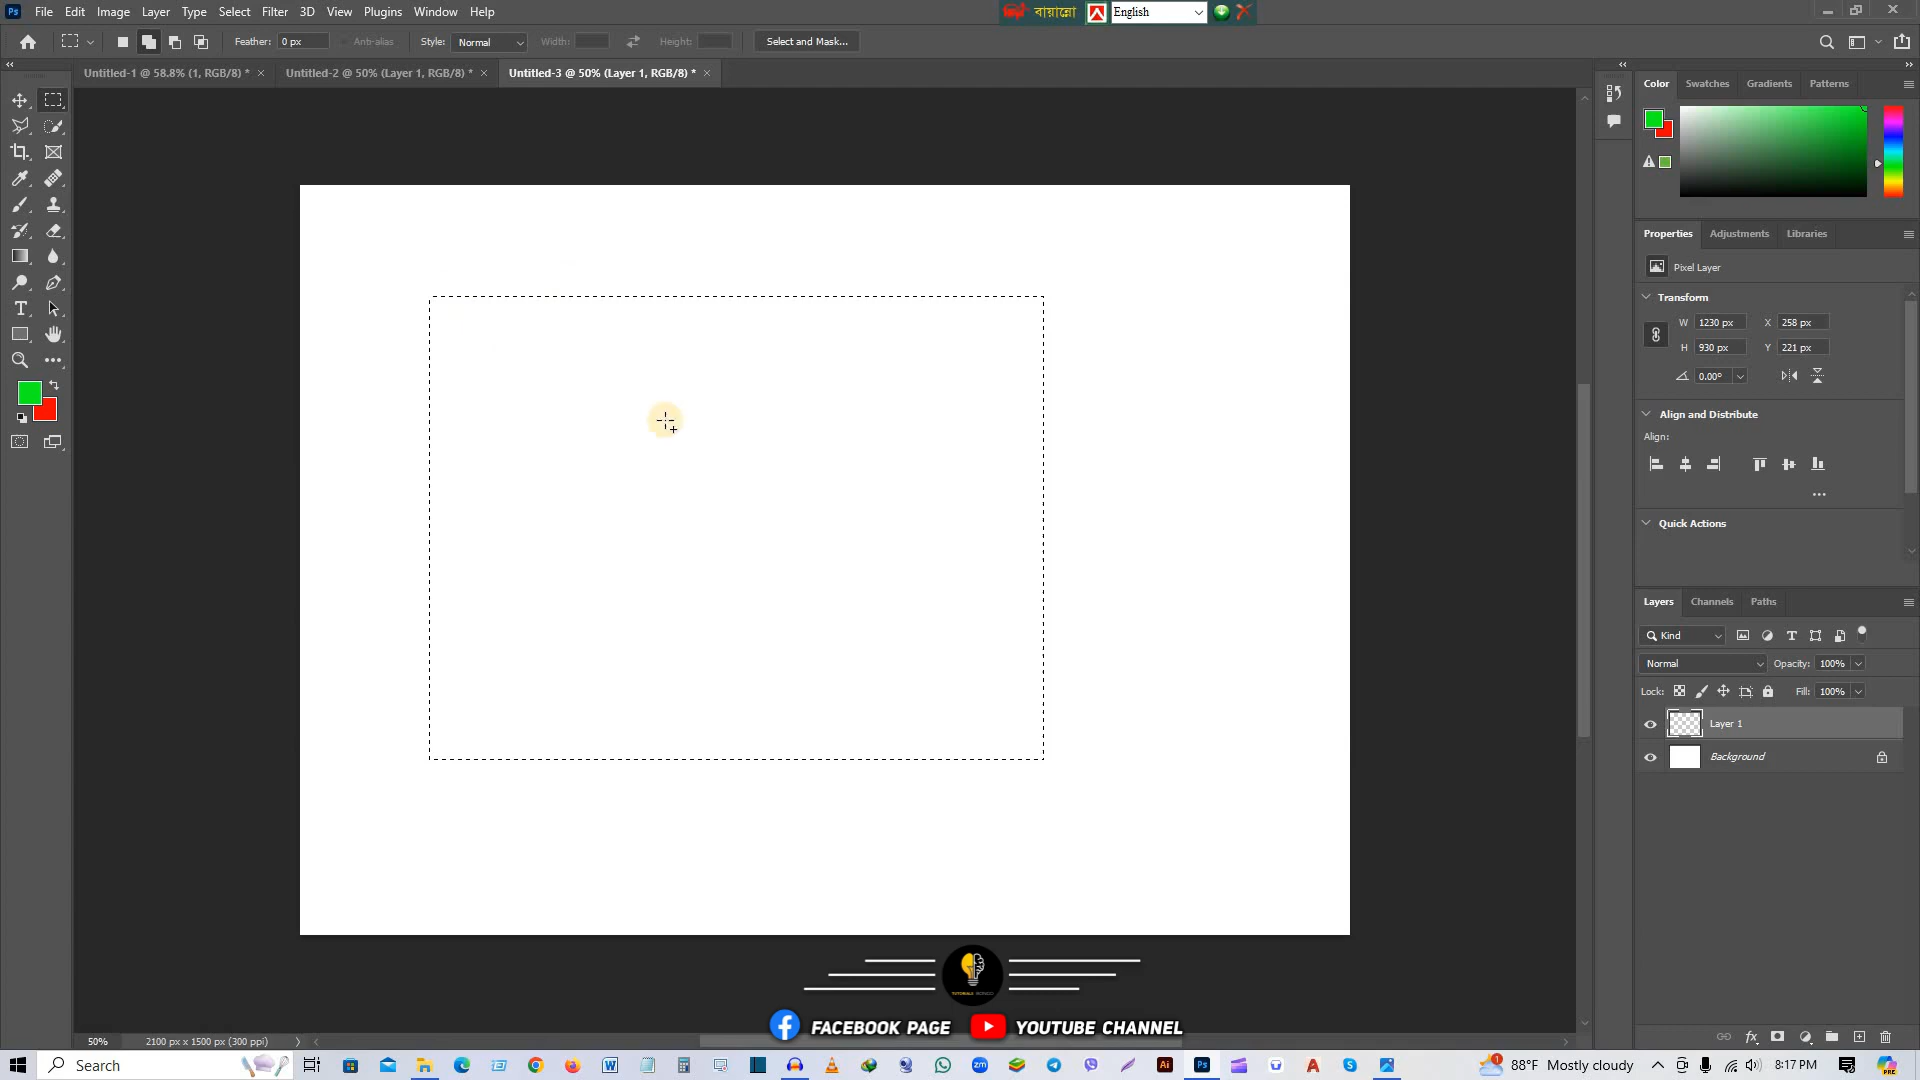 Ps File Edit Image Layer Type Select Filter 3D View Plugins Window Help
বায়ান্নো English
Feather: 0 px Anti-alias Style: Normal Width: Height: Select and Mask...
Untitled-1 @ 58.8% (1, RGB/8) * × Untitled-2 @ 50% (Layer 1, RGB/8) * × Untitled-3 @ 50% (Layer 1, RGB/8) * ×
Color Swatches Gradients Patterns
Properties Adjustments Libraries
Pixel Layer
Transform
W 1230 px X 258 px
H 930 px Y 221 px
0.00°
Align and Distribute
Align:
Quick Actions
Layers Channels Paths
Kind
Normal Opacity: 100%
Lock: Fill: 100%
Layer 1
Background
FACEBOOK PAGE YOUTUBE CHANNEL
50% 2100 px x 1500 px (300 ppi)
Search 88°F Mostly cloudy 8:17 PM